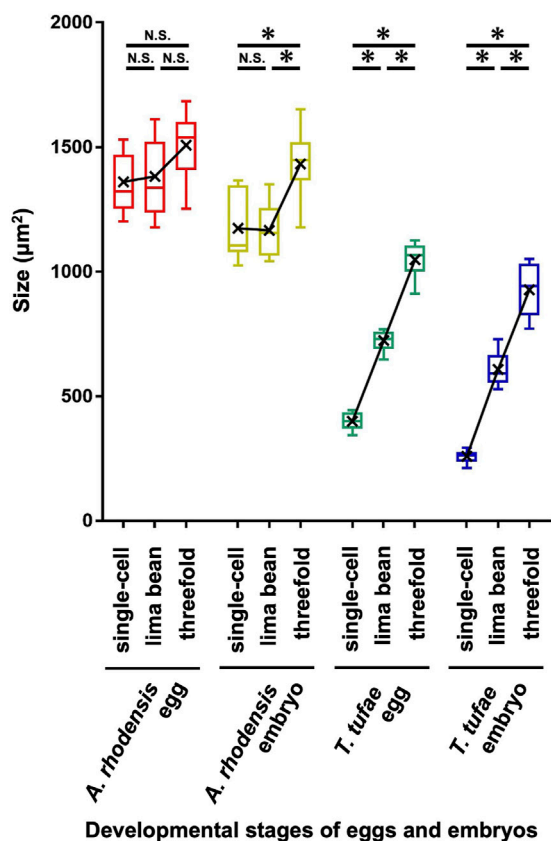 2000
1500
1000
500
0
Size (µm²)
N.S.
N.S. N.S.
*
N.S. *
*
* *
*
* *
single-cell
lima bean
threefold
single-cell
lima bean
threefold
single-cell
lima bean
threefold
single-cell
lima bean
threefold
A. rhodensis
egg
A. rhodensis
embryo
T. tufae
egg
T. tufae
embryo
Developmental stages of eggs and embryos